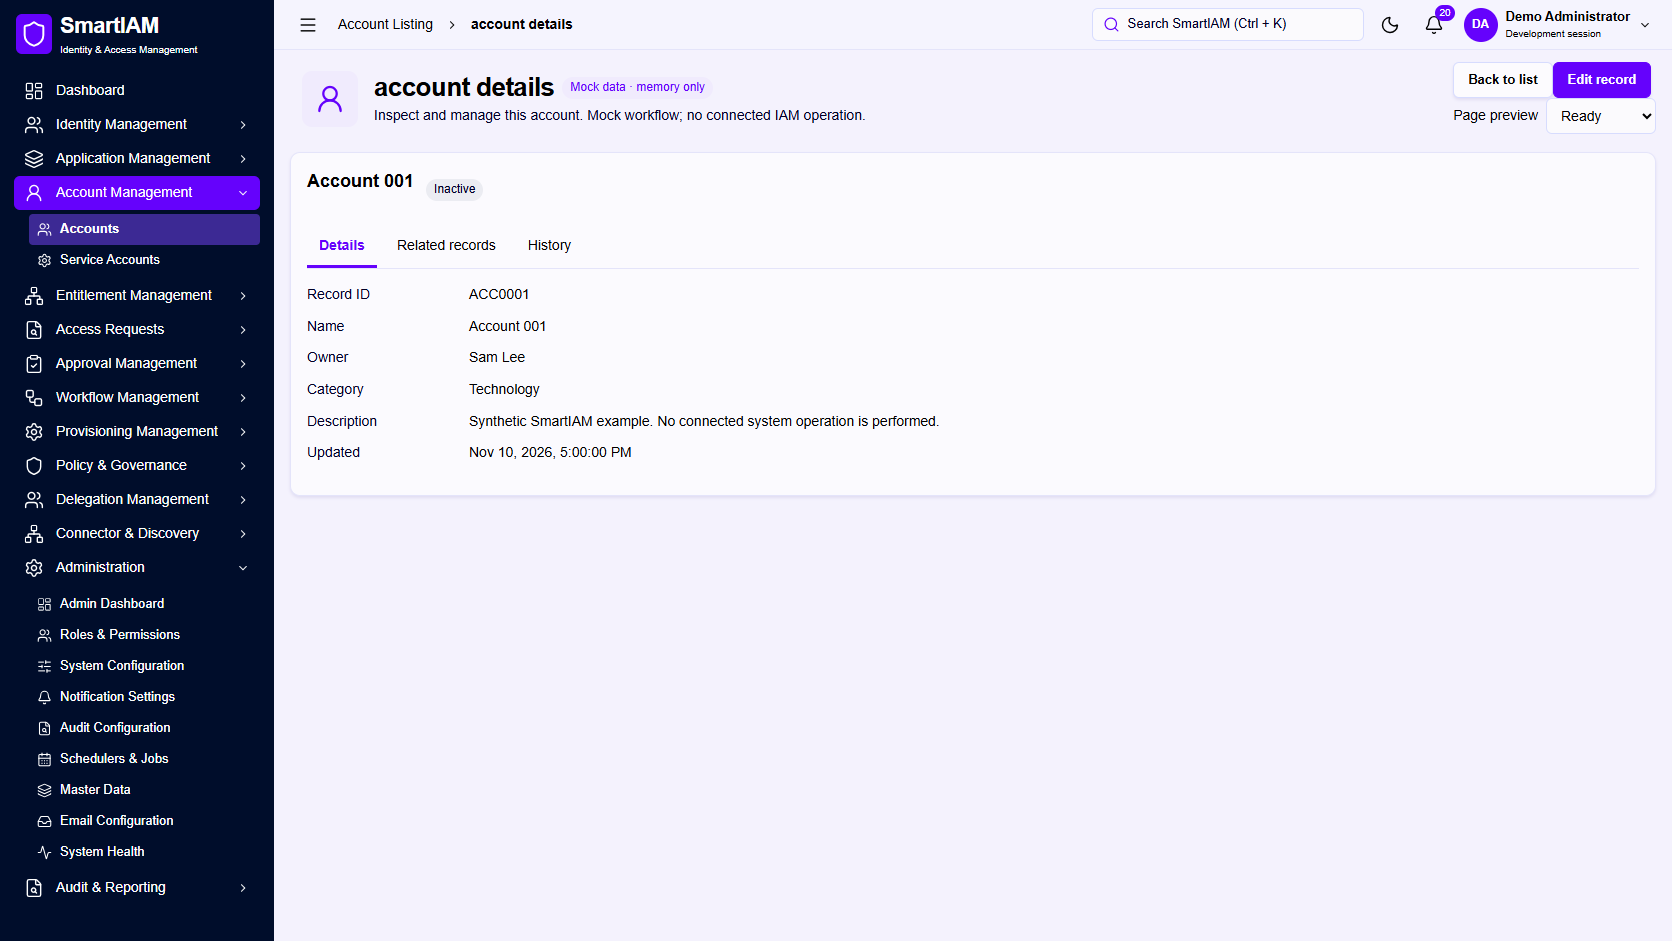 SmartIAM
Identity & Access Management
Dashboard
Identity Management
Application Management
Account Management
Accounts
Service Accounts
Entitlement Management
Access Requests
Approval Management
Workflow Management
Provisioning Management
Policy & Governance
Delegation Management
Connector & Discovery
Administration
Admin Dashboard
Roles & Permissions
System Configuration
Notification Settings
Audit Configuration
Schedulers & Jobs
Master Data
Email Configuration
System Health
Audit & Reporting
Account Listing > account details
Search SmartIAM (Ctrl + K)
20
DA
Demo Administrator
Development session
account details
Mock data · memory only
Inspect and manage this account. Mock workflow; no connected IAM operation.
Back to list
Edit record
Page preview
Ready
Account 001
Inactive
Details
Related records
History
Record ID ACC0001
Name Account 001
Owner Sam Lee
Category Technology
Description Synthetic SmartIAM example. No connected system operation is performed.
Updated Nov 10, 2026, 5:00:00 PM